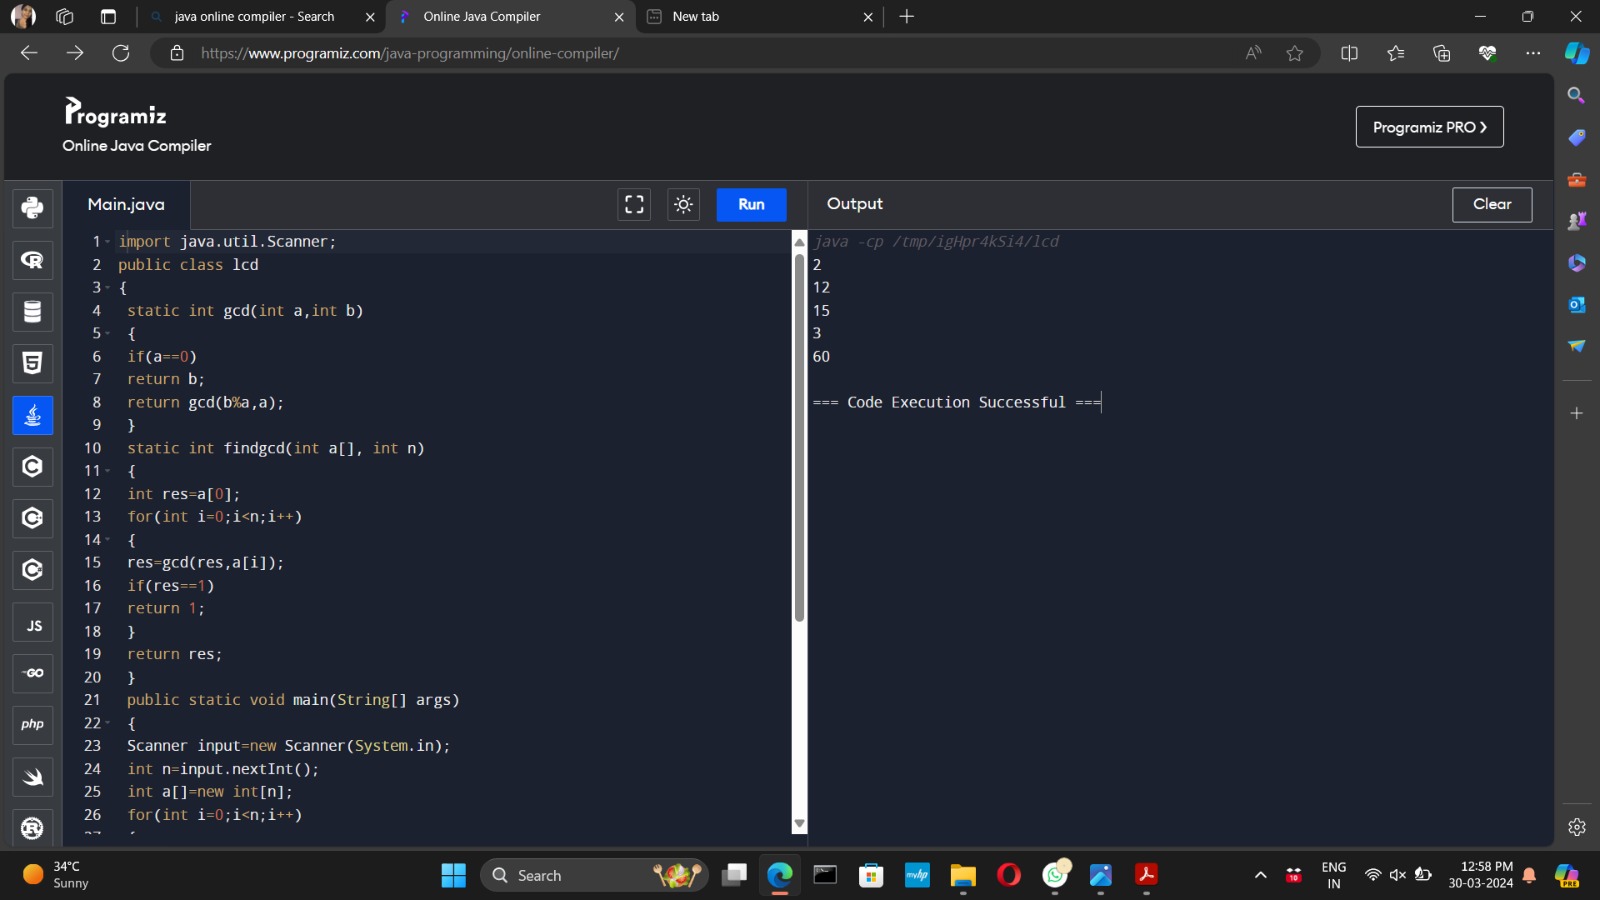 java online compiler - Search
Online Java Compiler
New tab
https://www.programiz.com/java-programming/online-compiler/
Programiz
Online Java Compiler
Programiz PRO
Main.java
Run
Output
Clear
1 import java.util.Scanner;
2 public class lcd
3 {
4 static int gcd(int a,int b)
5 {
6 if(a==0)
7 return b;
8 return gcd(b%a,a);
9 }
10 static int findgcd(int a[], int n)
11 {
12 int res=a[0];
13 for(int i=0;i<n;i++)
14 {
15 res=gcd(res,a[i]);
16 if(res==1)
17 return 1;
18 }
19 return res;
20 }
21 public static void main(String[] args)
22 {
23 Scanner input=new Scanner(System.in);
24 int n=input.nextInt();
25 int a[]=new int[n];
26 for(int i=0;i<n;i++)
java -cp /tmp/igHpr4kSi4/lcd
2
12
15
3
60
=== Code Execution Successful ===
R
5
C
C
C
JS
GO
php
R
34°C
Sunny
Search
myhp
10
ENG
IN
12:58 PM
30-03-2024
PRE